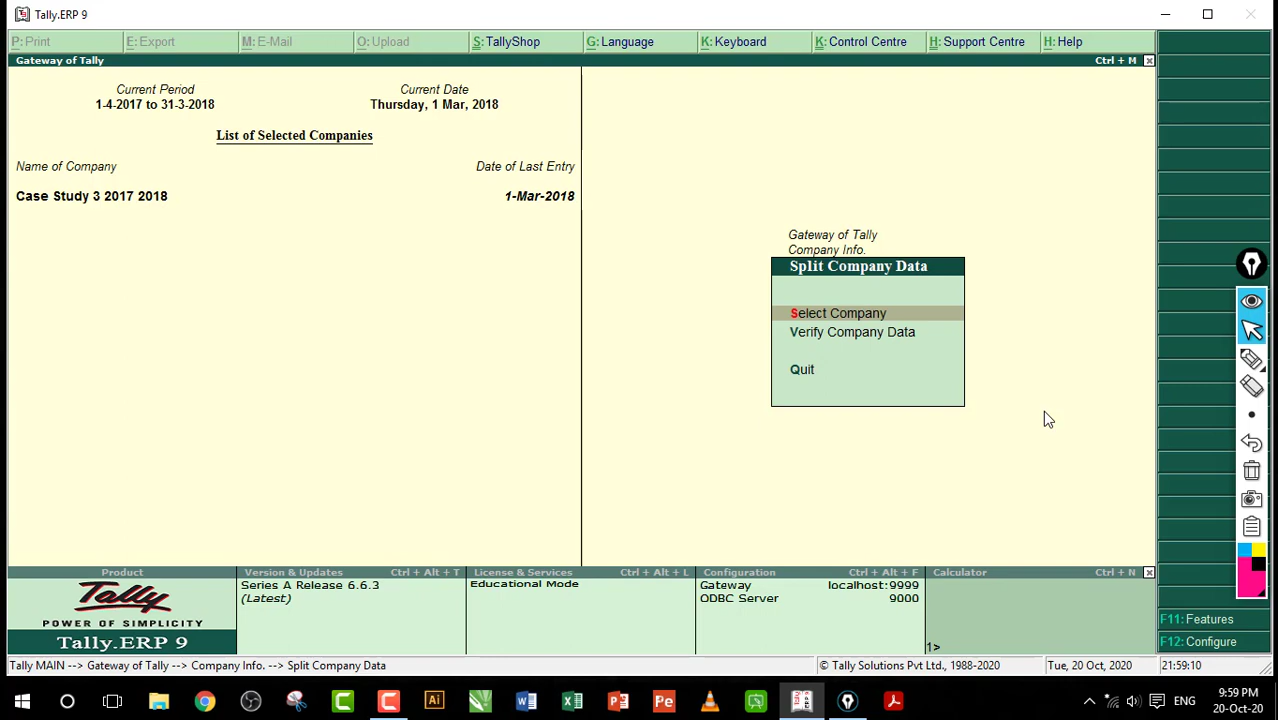 Tally.ERP 9
P: Print
E: Export
M: E-Mail
O: Upload
S: TallyShop
G: Language
K: Keyboard
K: Control Centre
H: Support Centre
H: Help
Gateway of Tally
Ctrl + M
Current Period
Current Date
1-4-2017 to 31-3-2018
Thursday, 1 Mar, 2018
List of Selected Companies
Name of Company
Date of Last Entry
Case Study 3 2017 2018
1-Mar-2018
Gateway of Tally
Company Info.
Split Company Data
Select Company
Verify Company Data
Quit
Product
Version & Updates
Ctrl + Alt + T
License & Services
Ctrl + Alt + L
Configuration
Ctrl + Alt + F
Calculator
Ctrl + N
Tally
POWER OF SIMPLICITY
Tally.ERP 9
Series A Release 6.6.3
(Latest)
Educational Mode
Gateway
localhost:9999
ODBC Server
9000
1>
F11: Features
F12: Configure
Tally MAIN --> Gateway of Tally --> Company Info. --> Split Company Data
© Tally Solutions Pvt Ltd., 1988-2020
Tue, 20 Oct, 2020
21:59:10
ENG
9:59 PM
20-Oct-20